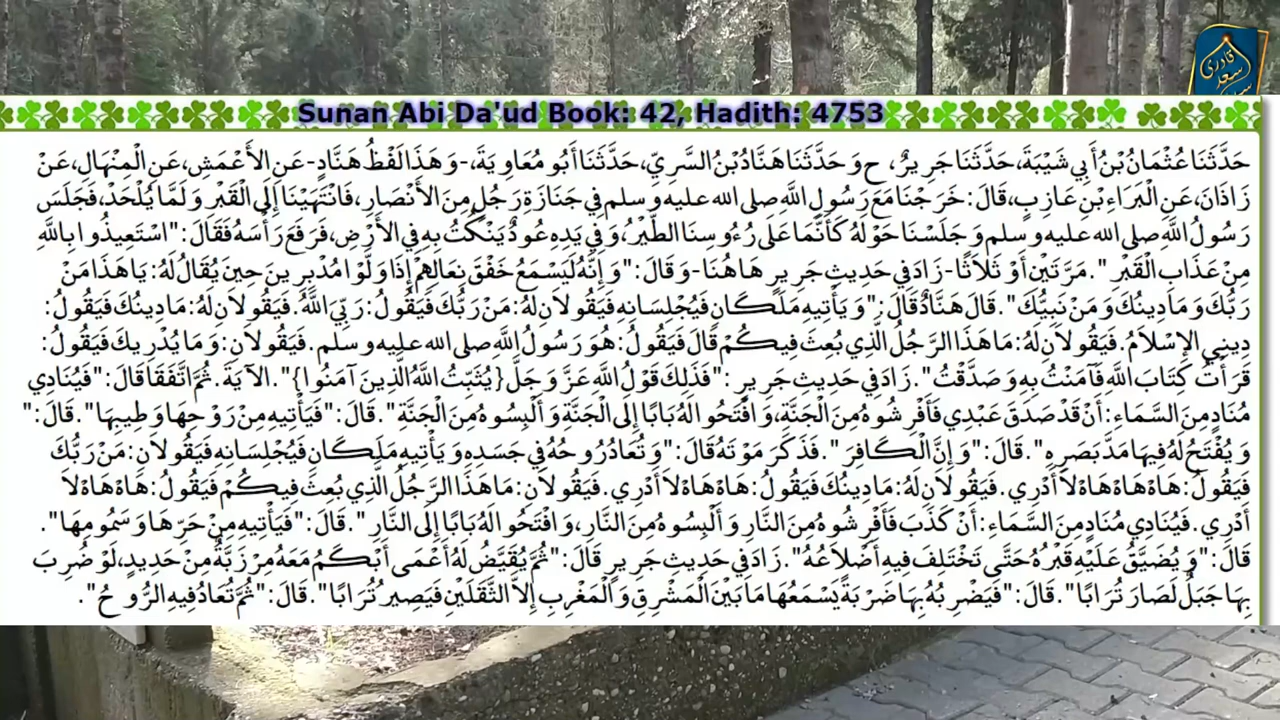 Sunan Abi Da'ud Book: 42, Hadith: 4753
حَدَّثَنَا عُثْمَانُ بْنُ أَبِي شَيْبَةَ، حَدَّثَنَا جَرِيرٌ، ح وَحَدَّثَنَا هَنَّادُ بْنُ السَّرِيِّ، حَدَّثَنَا أَبُو مُعَاوِيَةَ، - وَهَذَا لَفْظُ هَنَّادٍ - عَنِ الأَعْمَشِ، عَنِ الْمِنْهَالِ، عَنْ
زَاذَانَ، عَنِ الْبَرَاءِ بْنِ عَازِبٍ، قَالَ: خَرَجْنَا مَعَ رَسُولِ اللَّهِ صلى الله عليه وسلم فِي جَنَازَةِ رَجُلٍ مِنَ الأَنْصَارِ، فَانْتَهَيْنَا إِلَى الْقَبْرِ وَلَمَّا يُلْحَدْ، فَجَلَسَ
رَسُولُ اللَّهِ صلى الله عليه وسلم وَجَلَسْنَا حَوْلَهُ كَأَنَّمَا عَلَى رُءُوسِنَا الطَّيْرُ، وَفِي يَدِهِ عُودٌ يَنْكُتُ بِهِ فِي الأَرْضِ، فَرَفَعَ رَأْسَهُ فَقَالَ: "اسْتَعِيذُوا بِاللَّهِ
مِنْ عَذَابِ الْقَبْرِ ". مَرَّتَيْنِ أَوْ ثَلاَثًا - زَادَ فِي حَدِيثِ جَرِيرٍ هَا هُنَا - وَقَالَ: "وَإِنَّهُ لَيَسْمَعُ خَفْقَ نِعَالِهِمْ إِذَا وَلَّوْا مُدْبِرِينَ حِينَ يُقَالُ لَهُ: يَا هَذَا مَنْ
رَبُّكَ وَمَا دِينُكَ وَمَنْ نَبِيُّكَ". قَالَ هَنَّادٌ قَالَ: "وَيَأْتِيهِ مَلَكَانِ فَيُجْلِسَانِهِ فَيَقُولاَنِ لَهُ: مَنْ رَبُّكَ فَيَقُولُ: رَبِّيَ اللَّهُ. فَيَقُولاَنِ لَهُ: مَا دِينُكَ فَيَقُولُ:
دِينِي الإِسْلاَمُ. فَيَقُولاَنِ لَهُ: مَا هَذَا الرَّجُلُ الَّذِي بُعِثَ فِيكُمْ قَالَ فَيَقُولُ: هُوَ رَسُولُ اللَّهِ صلى الله عليه وسلم. فَيَقُولاَنِ: وَمَا يُدْرِيكَ فَيَقُولُ:
قَرَأْتُ كِتَابَ اللَّهِ فَآمَنْتُ بِهِ وَصَدَّقْتُ". زَادَ فِي حَدِيثِ جَرِيرٍ: "فَذَلِكَ قَوْلُ اللَّهِ عَزَّ وَجَلَّ {يُثَبِّتُ اللَّهُ الَّذِينَ آمَنُوا}". الآيَةَ. ثُمَّ اتَّفَقَا قَالَ: "فَيُنَادِي
مُنَادٍ مِنَ السَّمَاءِ: أَنْ قَدْ صَدَقَ عَبْدِي فَأَفْرِشُوهُ مِنَ الْجَنَّةِ، وَافْتَحُوا لَهُ بَابًا إِلَى الْجَنَّةِ وَأَلْبِسُوهُ مِنَ الْجَنَّةِ". قَالَ: "فَيَأْتِيهِ مِنْ رَوْحِهَا وَطِيبِهَا". قَالَ: "
وَيُفْتَحُ لَهُ فِيهَا مَدَّ بَصَرِهِ". قَالَ: "وَإِنَّ الْكَافِرَ". فَذَكَرَ مَوْتَهُ قَالَ: "وَتُعَادُ رُوحُهُ فِي جَسَدِهِ وَيَأْتِيهِ مَلَكَانِ فَيُجْلِسَانِهِ فَيَقُولاَنِ: مَنْ رَبُّكَ
فَيَقُولُ: هَاهْ هَاهْ هَاهْ لاَ أَدْرِي. فَيَقُولاَنِ لَهُ: مَا دِينُكَ فَيَقُولُ: هَاهْ هَاهْ لاَ أَدْرِي. فَيَقُولاَنِ: مَا هَذَا الرَّجُلُ الَّذِي بُعِثَ فِيكُمْ فَيَقُولُ: هَاهْ هَاهْ لاَ
أَدْرِي. فَيُنَادِي مُنَادٍ مِنَ السَّمَاءِ: أَنْ كَذَبَ فَأَفْرِشُوهُ مِنَ النَّارِ وَأَلْبِسُوهُ مِنَ النَّارِ، وَافْتَحُوا لَهُ بَابًا إِلَى النَّارِ". قَالَ: "فَيَأْتِيهِ مِنْ حَرِّهَا وَسَمُومِهَا".
قَالَ: "وَيُضَيَّقُ عَلَيْهِ قَبْرُهُ حَتَّى تَخْتَلِفَ فِيهِ أَضْلاَعُهُ". زَادَ فِي حَدِيثِ جَرِيرٍ قَالَ: "ثُمَّ يُقَيَّضُ لَهُ أَعْمَى أَبْكَمُ مَعَهُ مِرْزَبَّةٌ مِنْ حَدِيدٍ، لَوْ ضُرِبَ
بِهَا جَبَلٌ لَصَارَ تُرَابًا". قَالَ: "فَيَضْرِبُهُ بِهَا ضَرْبَةً يَسْمَعُهَا مَا بَيْنَ الْمَشْرِقِ وَالْمَغْرِبِ إِلاَّ الثَّقَلَيْنِ فَيَصِيرُ تُرَابًا". قَالَ: "ثُمَّ تُعَادُ فِيهِ الرُّوحُ".